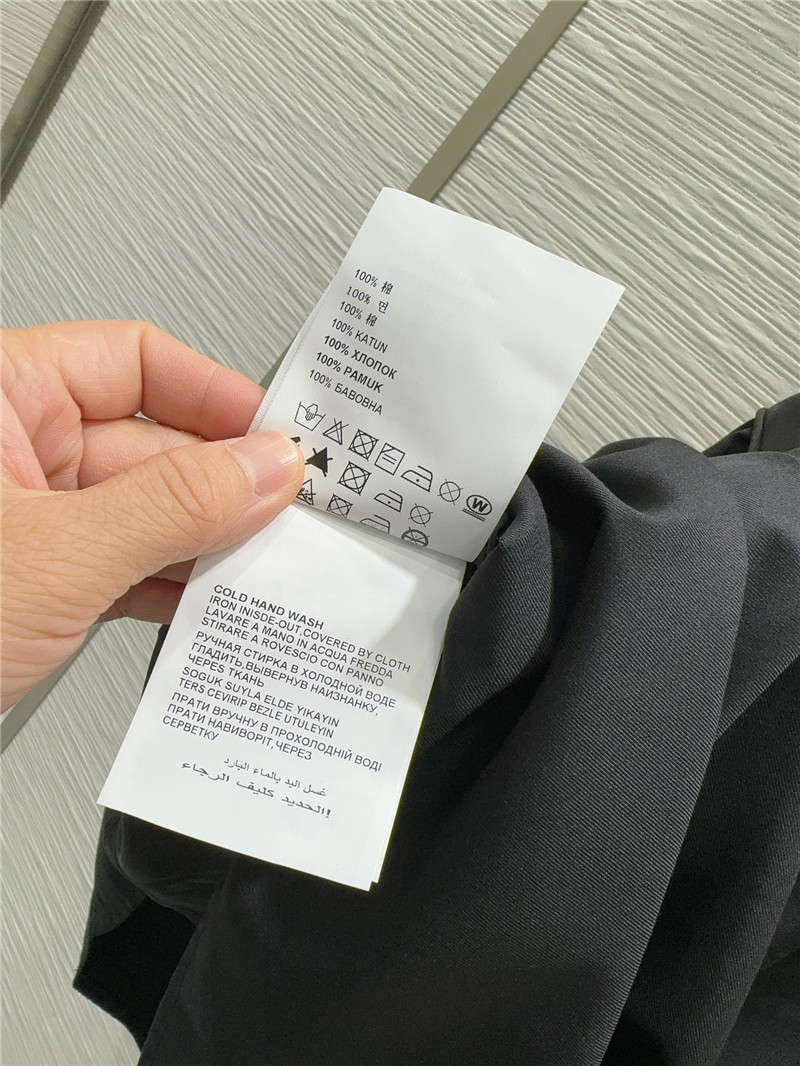 100% 棉
100% 면
100% 棉
100% KATUN
100% ХЛОПОК
100% PAMUK
100% БАВОВНА
W
COLD HAND WASH
IRON INISDE-OUT,COVERED BY CLOTH
LAVARE A MANO IN ACQUA FREDDA
STIRARE A ROVESCIO CON PANNO
РУЧНАЯ СТИРКА В ХОЛОДНОЙ ВОДЕ
ГЛАДИТЬ,ВЫВЕРНУВ НАИЗНАНКУ,
ЧЕРЕЗ ТКАНЬ
SOGUK SUYLA ELDE YIKAYIN
TERS CEVIRIP BEZLE UTULEYIN
ПРАТИ ВРУЧНУ В ПРОХОЛОДНІЙ ВОДІ
ПРАТИ НАВИВОРІТ,ЧЕРЕЗ
СЕРВЕТКУ
غسل اليد بالماء البارد
الحديد كليف الرجاء!